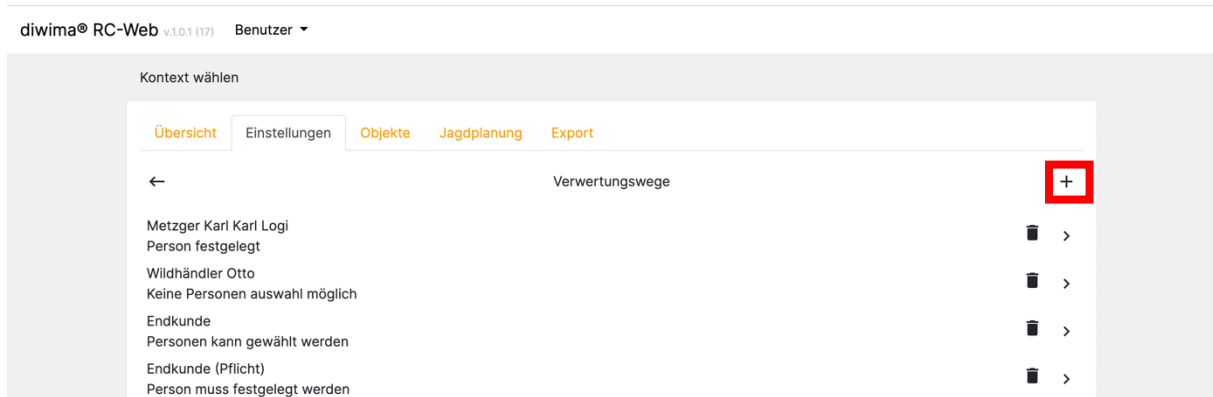 diwima® RC-Web v.1.0.1 (17) Benutzer
Kontext wählen
Übersicht Einstellungen Objekte Jagdplanung Export
Verwertungswege
Metzger Karl Karl Logi
Person festgelegt
Wildhändler Otto
Keine Personen auswahl möglich
Endkunde
Personen kann gewählt werden
Endkunde (Pflicht)
Person muss festgelegt werden